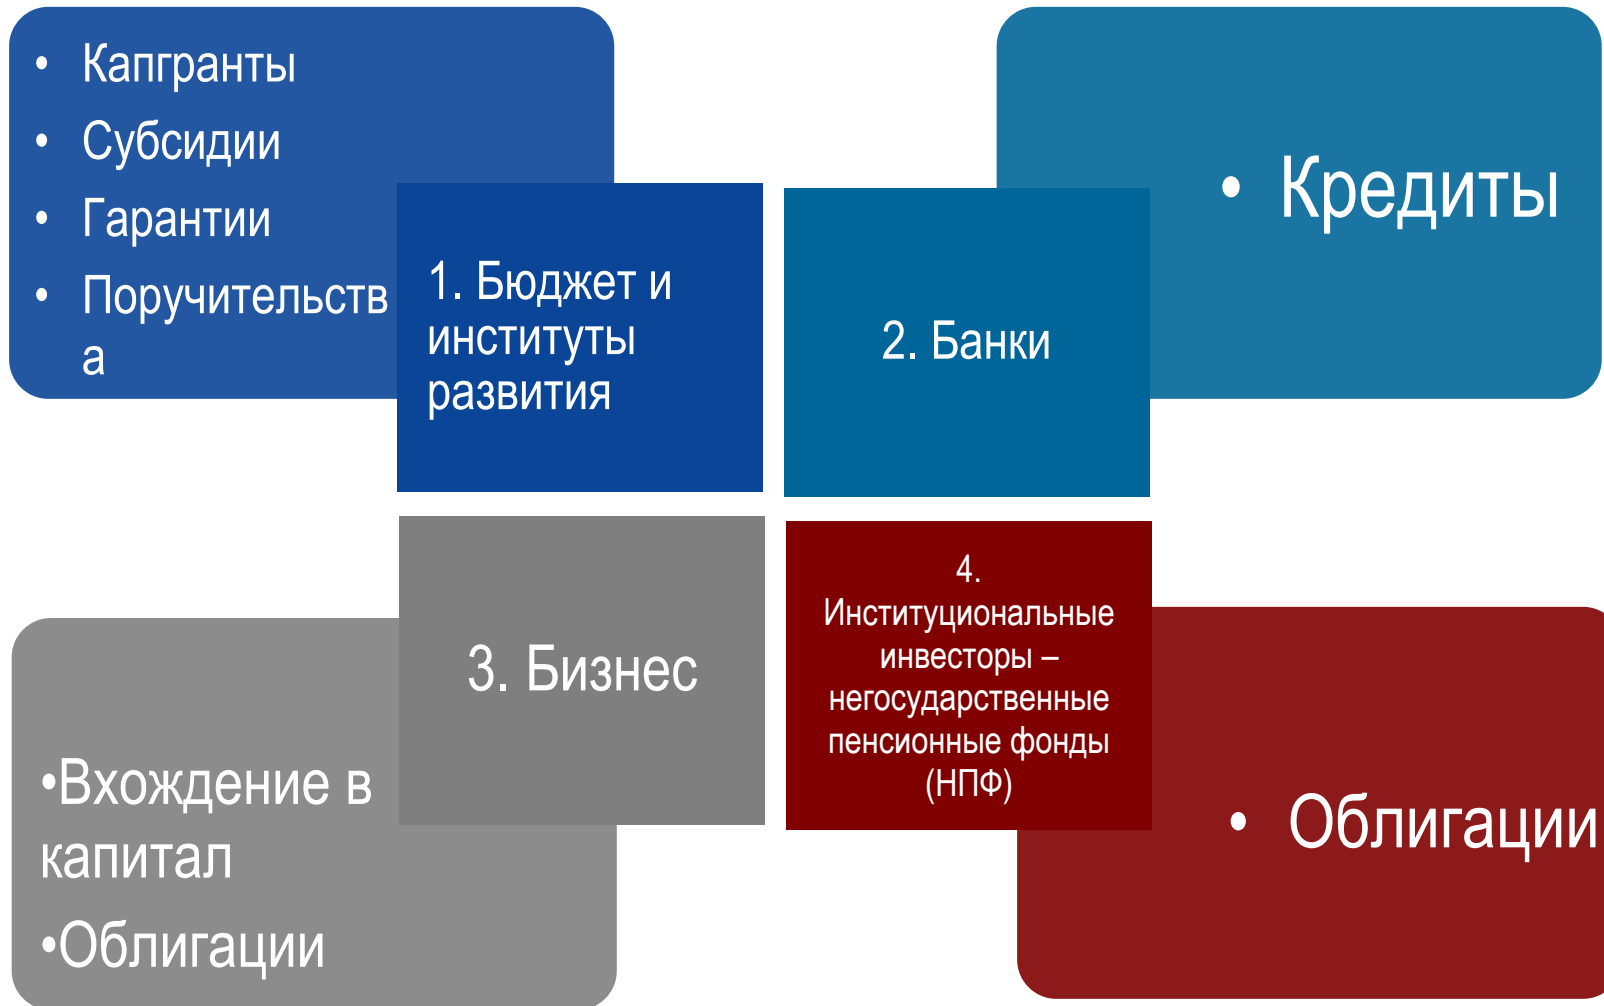 • Капгранты
• Субсидии
• Гарантии
• Поручительств
а
1. Бюджет и
институты
развития
2. Банки
• Кредиты
3. Бизнес
•Вхождение в
капитал
•Облигации
4.
Институциональные
инвесторы –
негосударственные
пенсионные фонды
(НПФ)
• Облигации